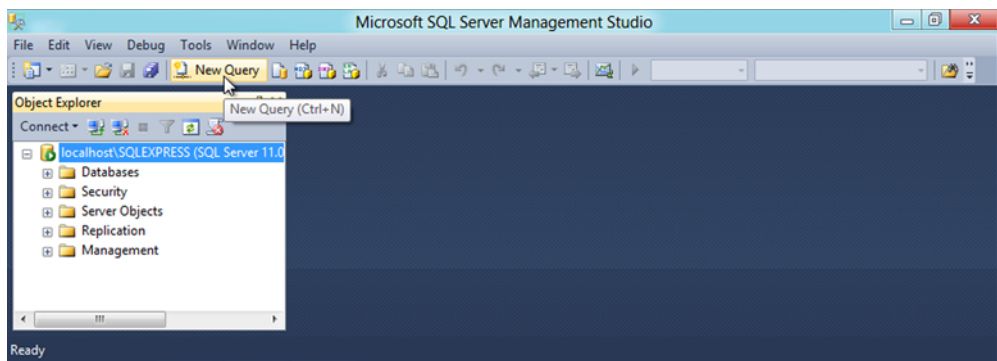 Microsoft SQL Server Management Studio
File Edit View Debug Tools Window Help
New Query
New Query (Ctrl+N)
Object Explorer
Connect
localhost\SQLEXPRESS (SQL Server 11.0
Databases
Security
Server Objects
Replication
Management
Ready